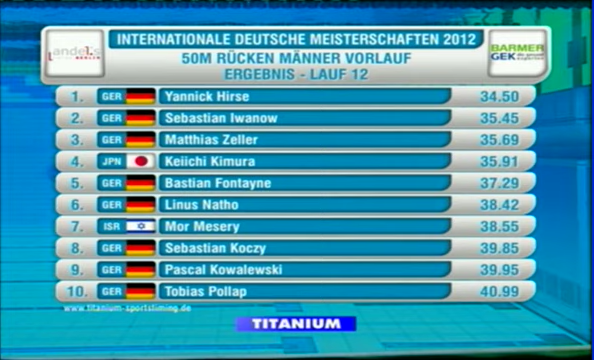 andel's
BERLIN
INTERNATIONALE DEUTSCHE MEISTERSCHAFTEN 2012
50M RÜCKEN MÄNNER VORLAUF
ERGEBNIS - LAUF 12
BARMER
GEK
1. GER Yannick Hirse 34.50
2. GER Sebastian Iwanow 35.45
3. GER Matthias Zeller 35.69
4. JPN Keiichi Kimura 35.91
5. GER Bastian Fontayne 37.29
6. GER Linus Natho 38.42
7. ISR Mor Mesery 38.55
8. GER Sebastian Koczy 39.85
9. GER Pascal Kowalewski 39.95
10. GER Tobias Pollap 40.99
www.titanium-sportstiming.de
TITANIUM